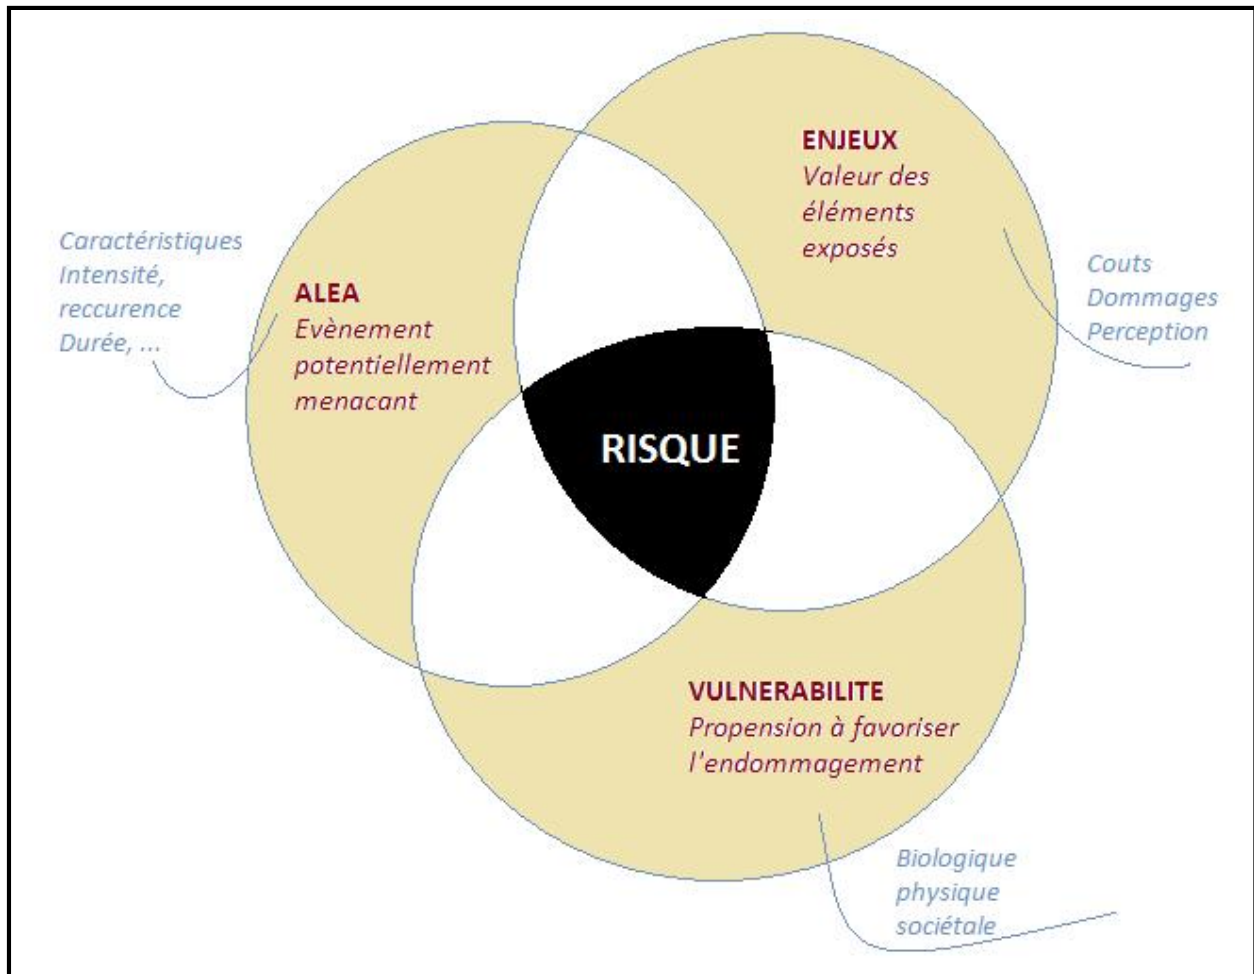 ENJEUX
Valeur des
éléments
exposés
Caractéristiques
Intensité,
reccurence
Durée, ...
ALEA
Evènement
potentiellement
menacant
Couts
Dommages
Perception
RISQUE
VULNERABILITE
Propension à favoriser
l'endommagement
Biologique
physique
sociétale